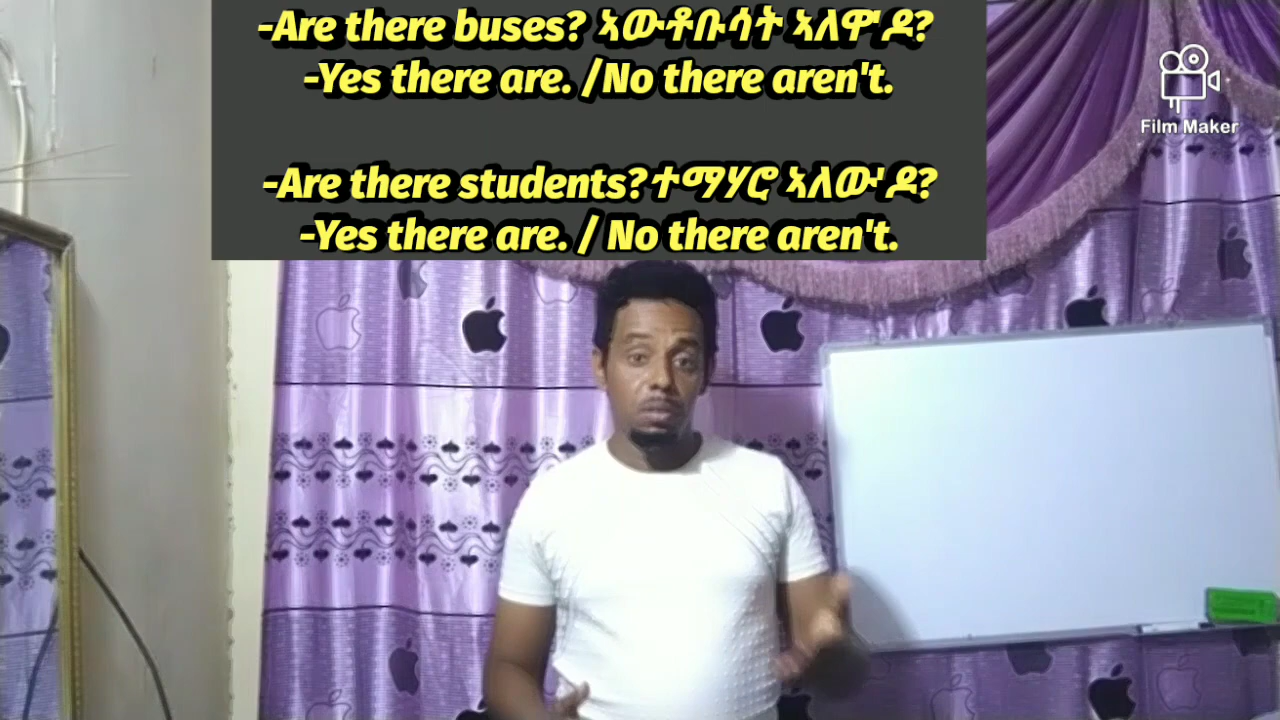 -Are there buses? ኣውቶቡሳት ኣለዋ'ዶ?
-Yes there are. /No there aren't.
-Are there students? ተማሃሮ ኣለው'ዶ?
-Yes there are. / No there aren't.
Film Maker